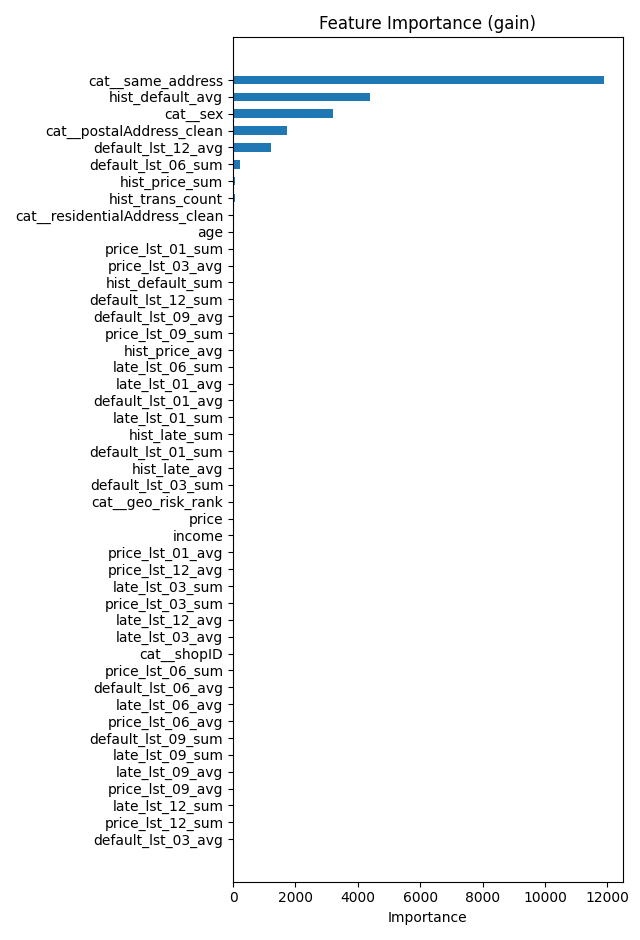 Feature Importance (gain)
cat__same_address
hist_default_avg
cat__sex
cat__postalAddress_clean
default_lst_12_avg
default_lst_06_sum
hist_price_sum
hist_trans_count
cat__residentialAddress_clean
age
price_lst_01_sum
price_lst_03_avg
hist_default_sum
default_lst_12_sum
default_lst_09_avg
price_lst_09_sum
hist_price_avg
late_lst_06_sum
late_lst_01_avg
default_lst_01_avg
late_lst_01_sum
hist_late_sum
default_lst_01_sum
hist_late_avg
default_lst_03_sum
cat__geo_risk_rank
price
income
price_lst_01_avg
price_lst_12_avg
late_lst_03_sum
price_lst_03_sum
late_lst_12_avg
late_lst_03_avg
cat__shopID
price_lst_06_sum
default_lst_06_avg
late_lst_06_avg
price_lst_06_avg
default_lst_09_sum
late_lst_09_sum
late_lst_09_avg
price_lst_09_avg
late_lst_12_sum
price_lst_12_sum
default_lst_03_avg
0 2000 4000 6000 8000 10000 12000
Importance